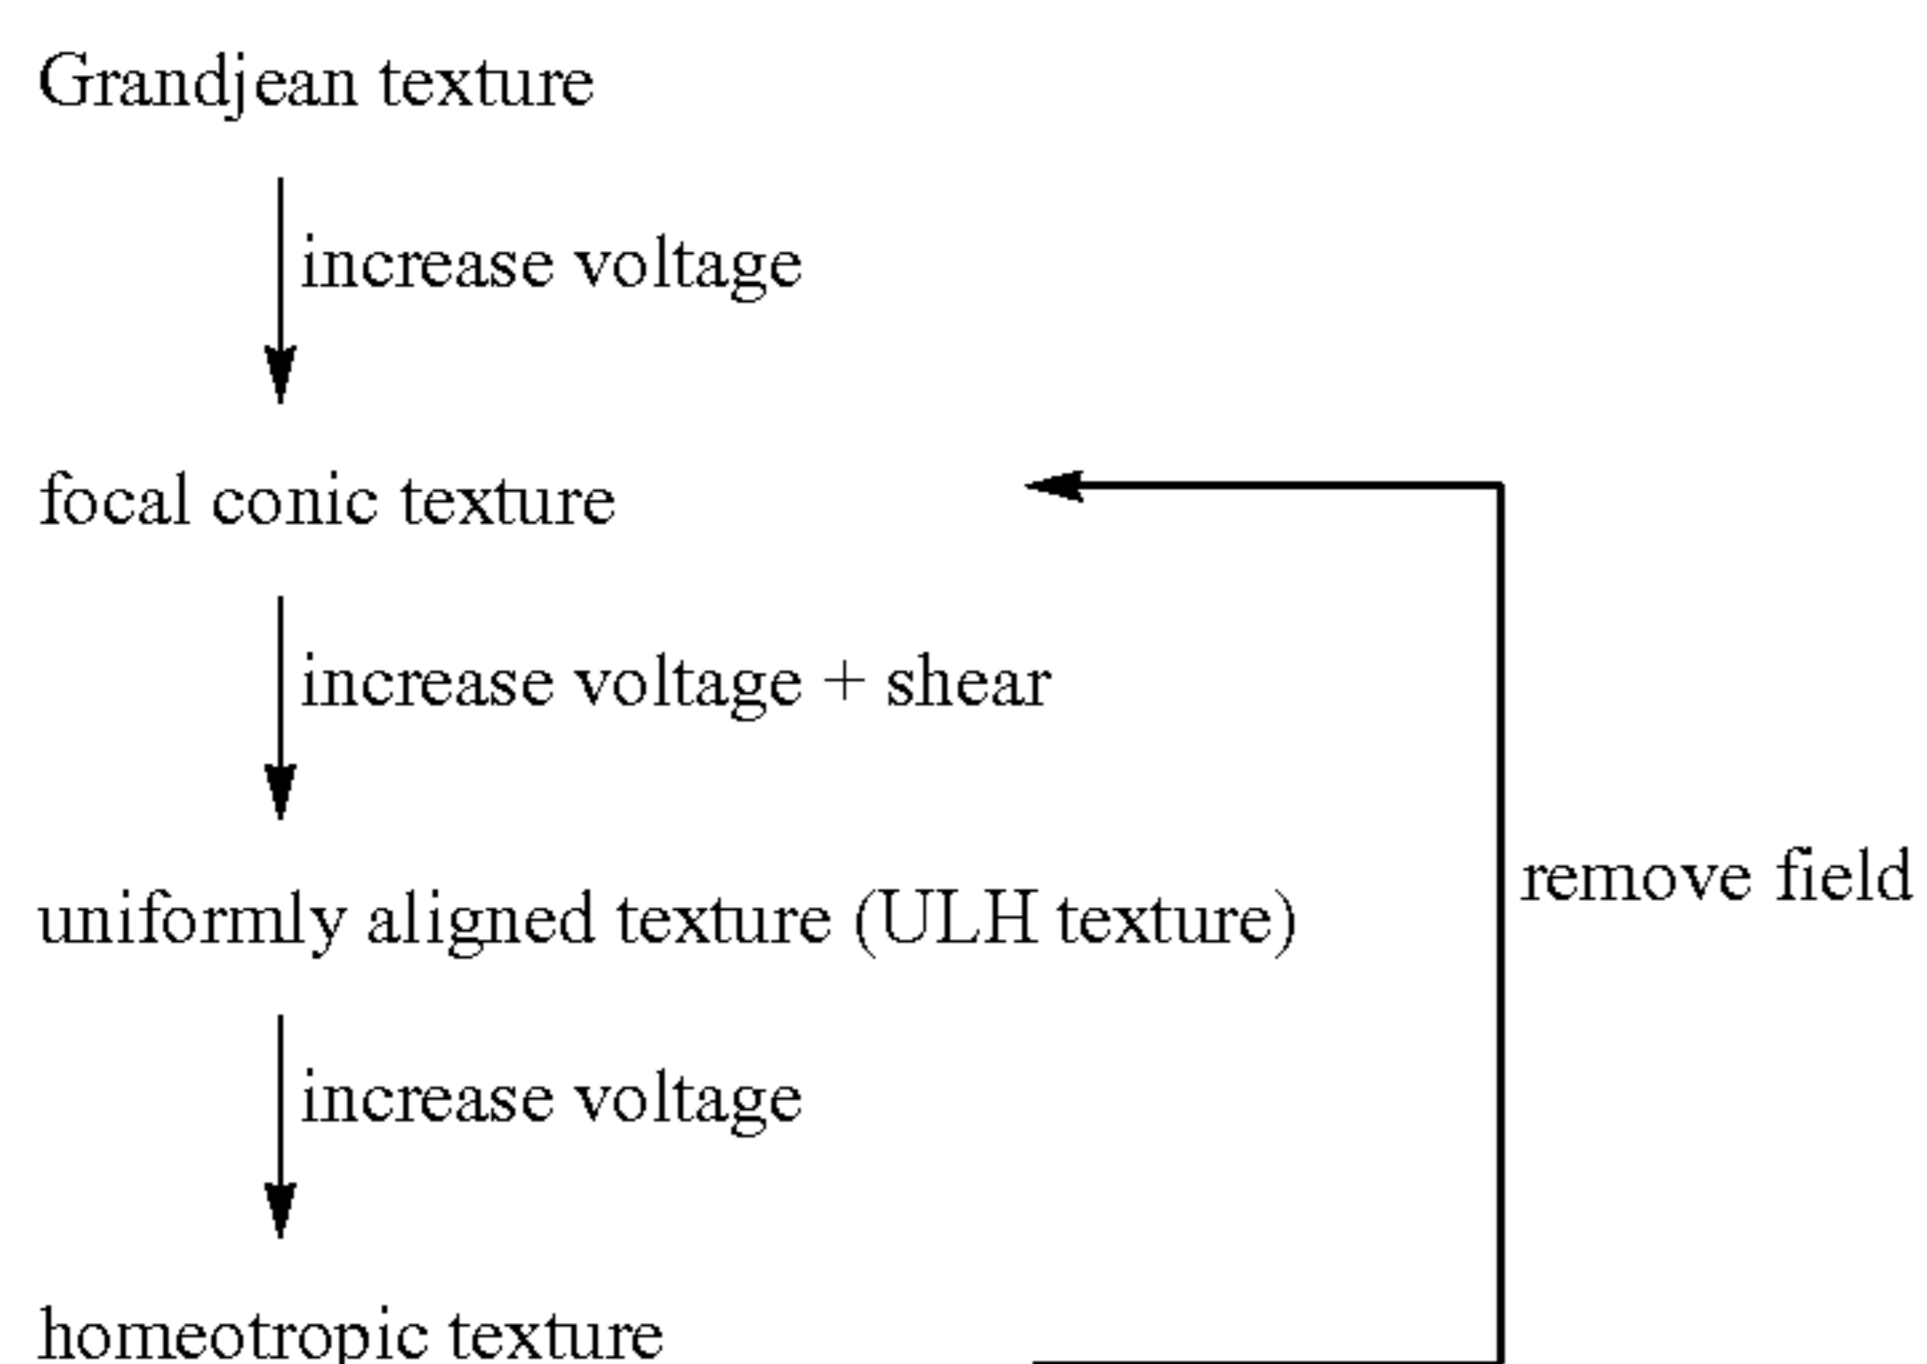 Grandjean texture
increase voltage
focal conic texture
increase voltage + shear
uniformly aligned texture (ULH texture)
remove field
increase voltage
homeotropic texture